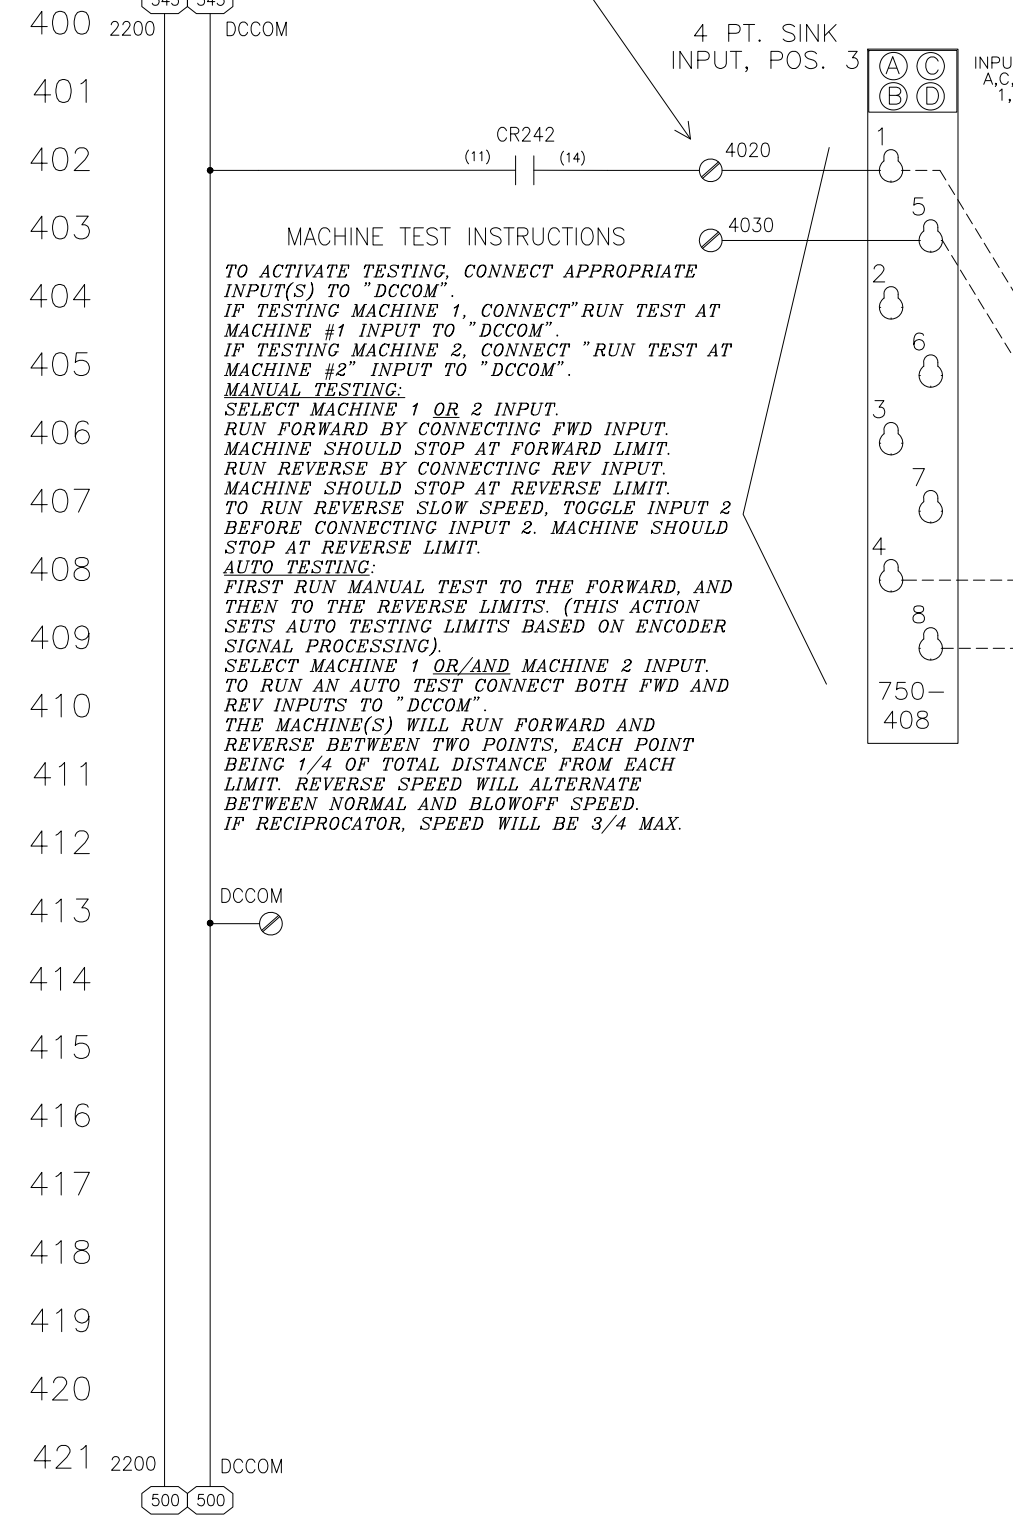 343 343
400 2200 DCCOM
4 PT. SINK
INPUT, POS. 3
A C
B D
INPU
A,C,
1,
401
CR242
402 (11) (14) 4020 1
403 4030 5
MACHINE TEST INSTRUCTIONS
TO ACTIVATE TESTING, CONNECT APPROPRIATE
INPUT(S) TO "DCCOM".
IF TESTING MACHINE 1, CONNECT"RUN TEST AT
MACHINE #1 INPUT TO "DCCOM".
IF TESTING MACHINE 2, CONNECT "RUN TEST AT
MACHINE #2" INPUT TO "DCCOM".
MANUAL TESTING:
SELECT MACHINE 1 OR 2 INPUT.
RUN FORWARD BY CONNECTING FWD INPUT.
MACHINE SHOULD STOP AT FORWARD LIMIT.
RUN REVERSE BY CONNECTING REV INPUT.
MACHINE SHOULD STOP AT REVERSE LIMIT.
TO RUN REVERSE SLOW SPEED, TOGGLE INPUT 2
BEFORE CONNECTING INPUT 2. MACHINE SHOULD
STOP AT REVERSE LIMIT.
AUTO TESTING:
FIRST RUN MANUAL TEST TO THE FORWARD, AND
THEN TO THE REVERSE LIMITS. (THIS ACTION
SETS AUTO TESTING LIMITS BASED ON ENCODER
SIGNAL PROCESSING).
SELECT MACHINE 1 OR/AND MACHINE 2 INPUT.
TO RUN AN AUTO TEST CONNECT BOTH FWD AND
REV INPUTS TO "DCCOM".
THE MACHINE(S) WILL RUN FORWARD AND
REVERSE BETWEEN TWO POINTS, EACH POINT
BEING 1/4 OF TOTAL DISTANCE FROM EACH
LIMIT. REVERSE SPEED WILL ALTERNATE
BETWEEN NORMAL AND BLOWOFF SPEED.
IF RECIPROCATOR, SPEED WILL BE 3/4 MAX.
404 2
405 6
406 3
407 7
408 4
409 8
410 750-
408
411
412
DCCOM
413
414
415
416
417
418
419
420
421 2200 DCCOM
500 500